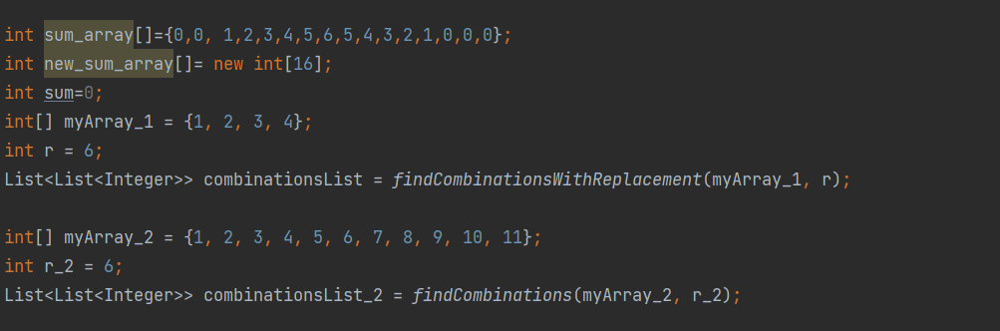 int sum_array[]={0,0, 1,2,3,4,5,6,5,4,3,2,1,0,0,0};
int new_sum_array[]= new int[16];
int sum=0;
int[] myArray_1 = {1, 2, 3, 4};
int r = 6;
List<List<Integer>> combinationsList = findCombinationsWithReplacement(myArray_1, r);
int[] myArray_2 = {1, 2, 3, 4, 5, 6, 7, 8, 9, 10, 11};
int r_2 = 6;
List<List<Integer>> combinationsList_2 = findCombinations(myArray_2, r_2);